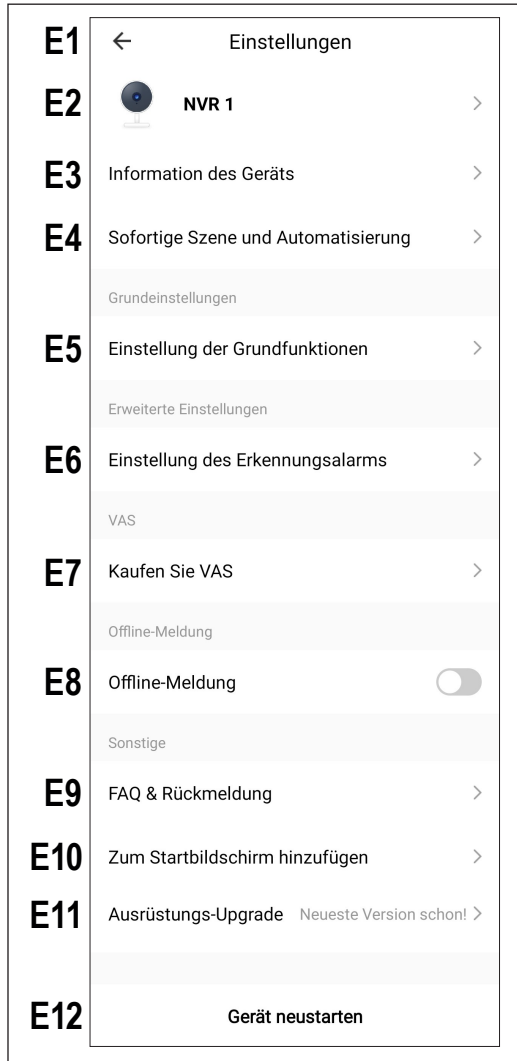 E1 Einstellungen
E2 NVR 1
E3 Information des Geräts
E4 Sofortige Szene und Automatisierung
Grundeinstellungen
E5 Einstellung der Grundfunktionen
Erweiterte Einstellungen
E6 Einstellung des Erkennungsalarms
VAS
E7 Kaufen Sie VAS
Offline-Meldung
E8 Offline-Meldung
Sonstige
E9 FAQ & Rückmeldung
E10 Zum Startbildschirm hinzufügen
E11 Ausrüstungs-Upgrade Neueste Version schon!
E12 Gerät neustarten